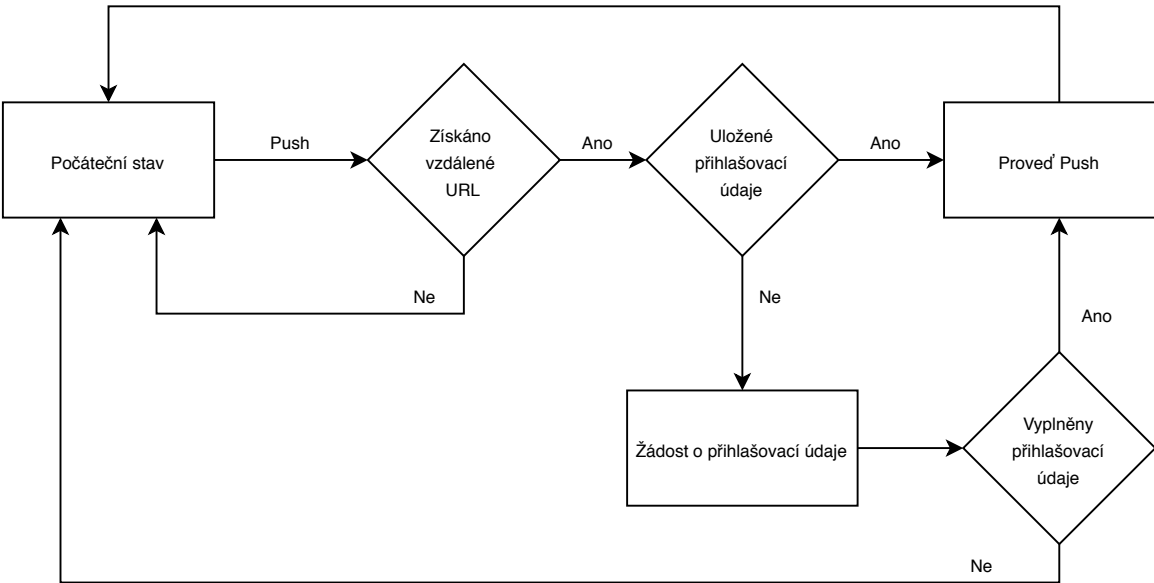 Počáteční stav
Push
Získáno
vzdálené
URL
Ano
Uložené
přihlašovací
údaje
Ano
Proveď Push
Ne
Ne
Ano
Žádost o přihlašovací údaje
Vyplněny
přihlašovací
údaje
Ne